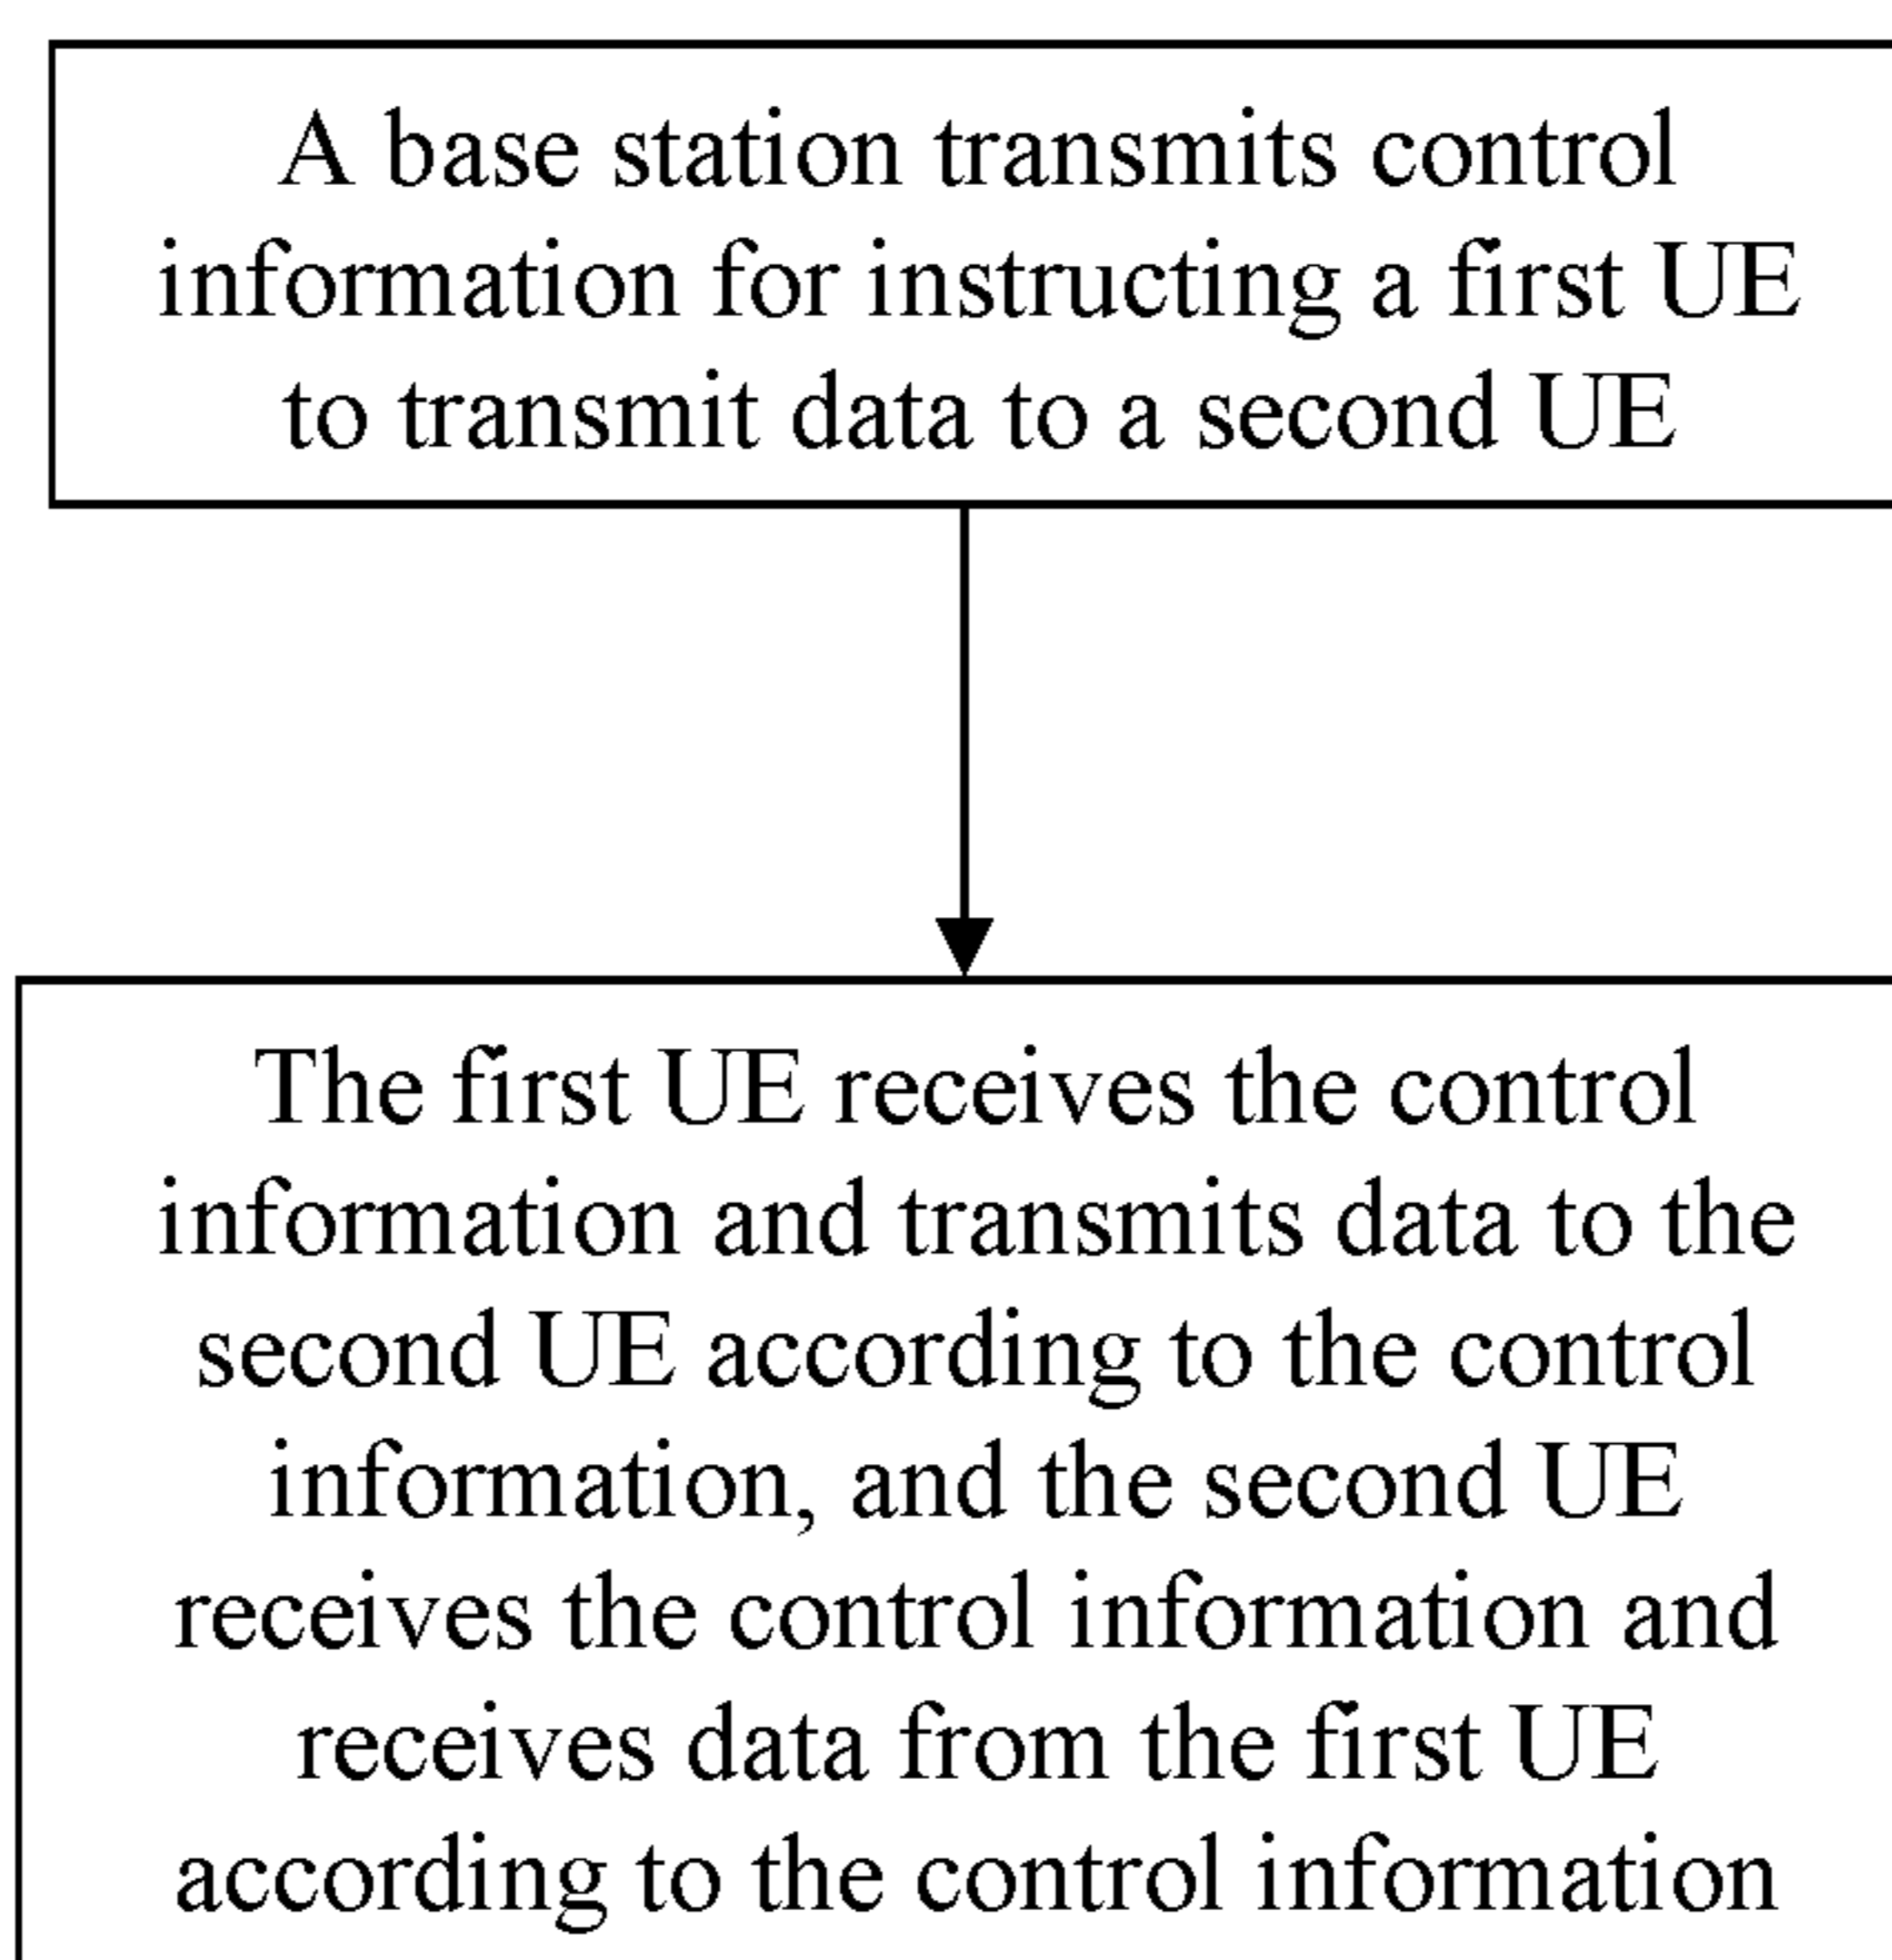 A base station transmits control
information for instructing a first UE
to transmit data to a second UE
The first UE receives the control
information and transmits data to the
second UE according to the control
information, and the second UE
receives the control information and
receives data from the first UE
according to the control information